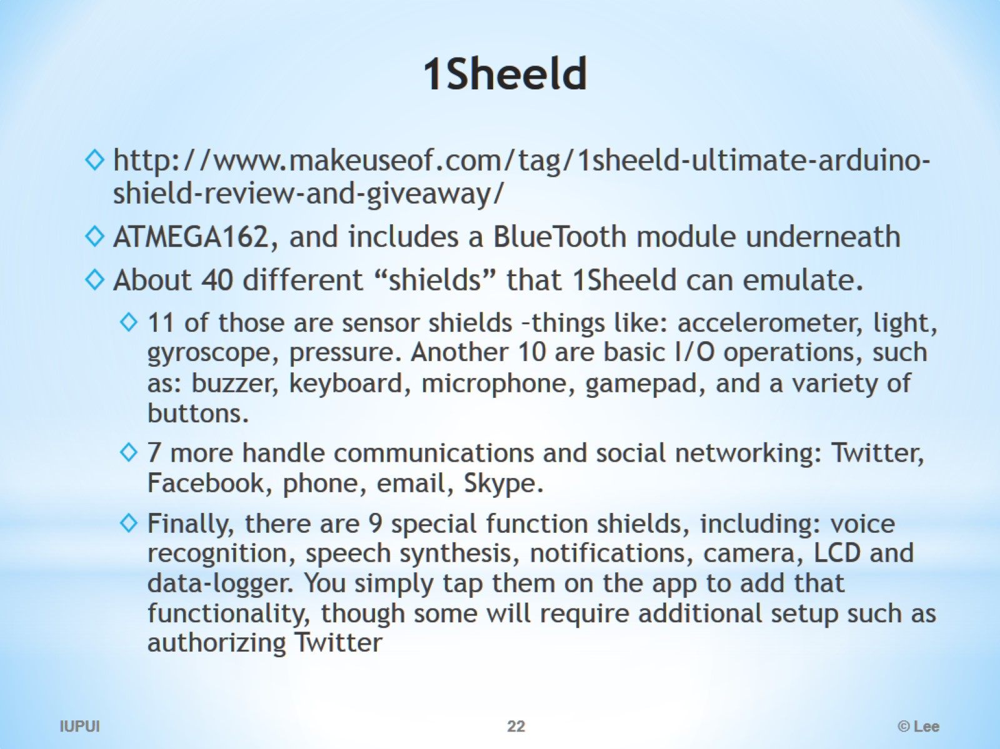 1Sheeld
http://www.makeuseof.com/tag/1sheeld-ultimate-arduino-
shield-review-and-giveaway/
ATMEGA162, and includes a BlueTooth module underneath
About 40 different “shields” that 1Sheeld can emulate.
11 of those are sensor shields –things like: accelerometer, light,
gyroscope, pressure. Another 10 are basic I/O operations, such
as: buzzer, keyboard, microphone, gamepad, and a variety of
buttons.
7 more handle communications and social networking: Twitter,
Facebook, phone, email, Skype.
Finally, there are 9 special function shields, including: voice
recognition, speech synthesis, notifications, camera, LCD and
data-logger. You simply tap them on the app to add that
functionality, though some will require additional setup such as
authorizing Twitter
IUPUI 22 © Lee